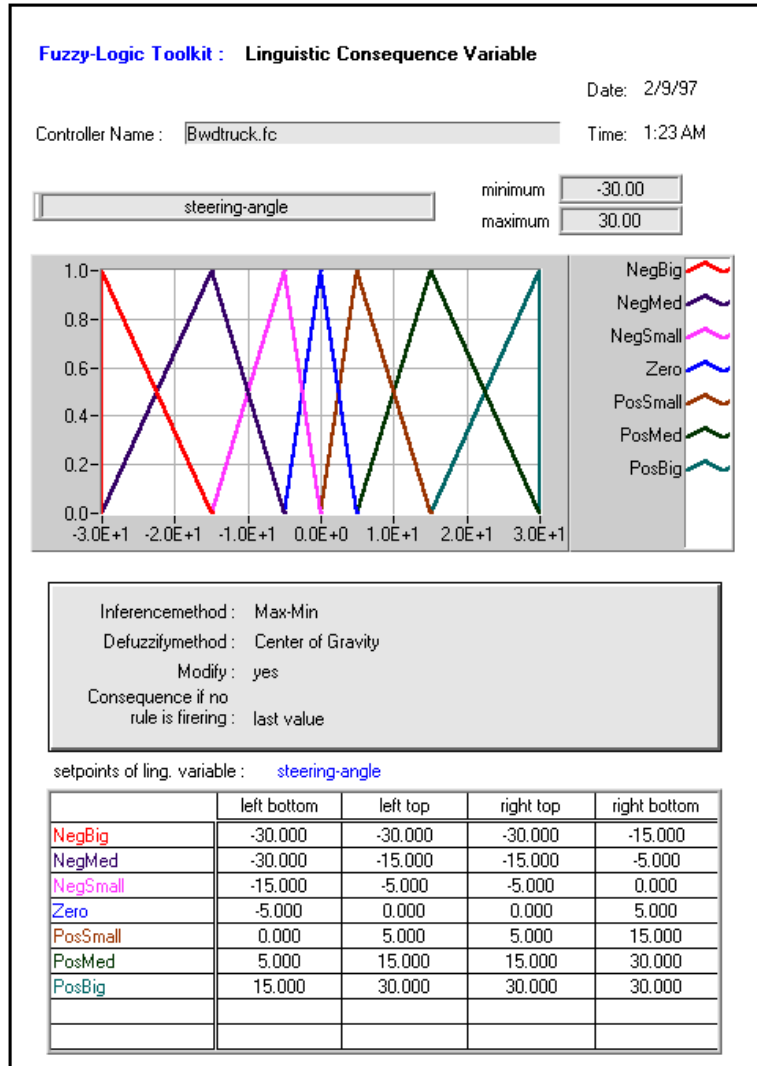 Fuzzy-Logic Toolkit : Linguistic Consequence Variable
Date: 2/9/97
Controller Name : Bwdtruck.fc Time: 1:23 AM
steering-angle
minimum -30.00
maximum 30.00
1.0
0.8
0.6
0.4
0.2
0.0
-3.0E+1 -2.0E+1 -1.0E+1 0.0E+0 1.0E+1 2.0E+1 3.0E+1
NegBig
NegMed
NegSmall
Zero
PosSmall
PosMed
PosBig
Inferencemethod : Max-Min
Defuzzifymethod : Center of Gravity
Modify : yes
Consequence if no
rule is firering : last value
setpoints of ling. variable : steering-angle
left bottom left top right top right bottom
NegBig -30.000 -30.000 -30.000 -15.000
NegMed -30.000 -15.000 -15.000 -5.000
NegSmall -15.000 -5.000 -5.000 0.000
Zero -5.000 0.000 0.000 5.000
PosSmall 0.000 5.000 5.000 15.000
PosMed 5.000 15.000 15.000 30.000
PosBig 15.000 30.000 30.000 30.000